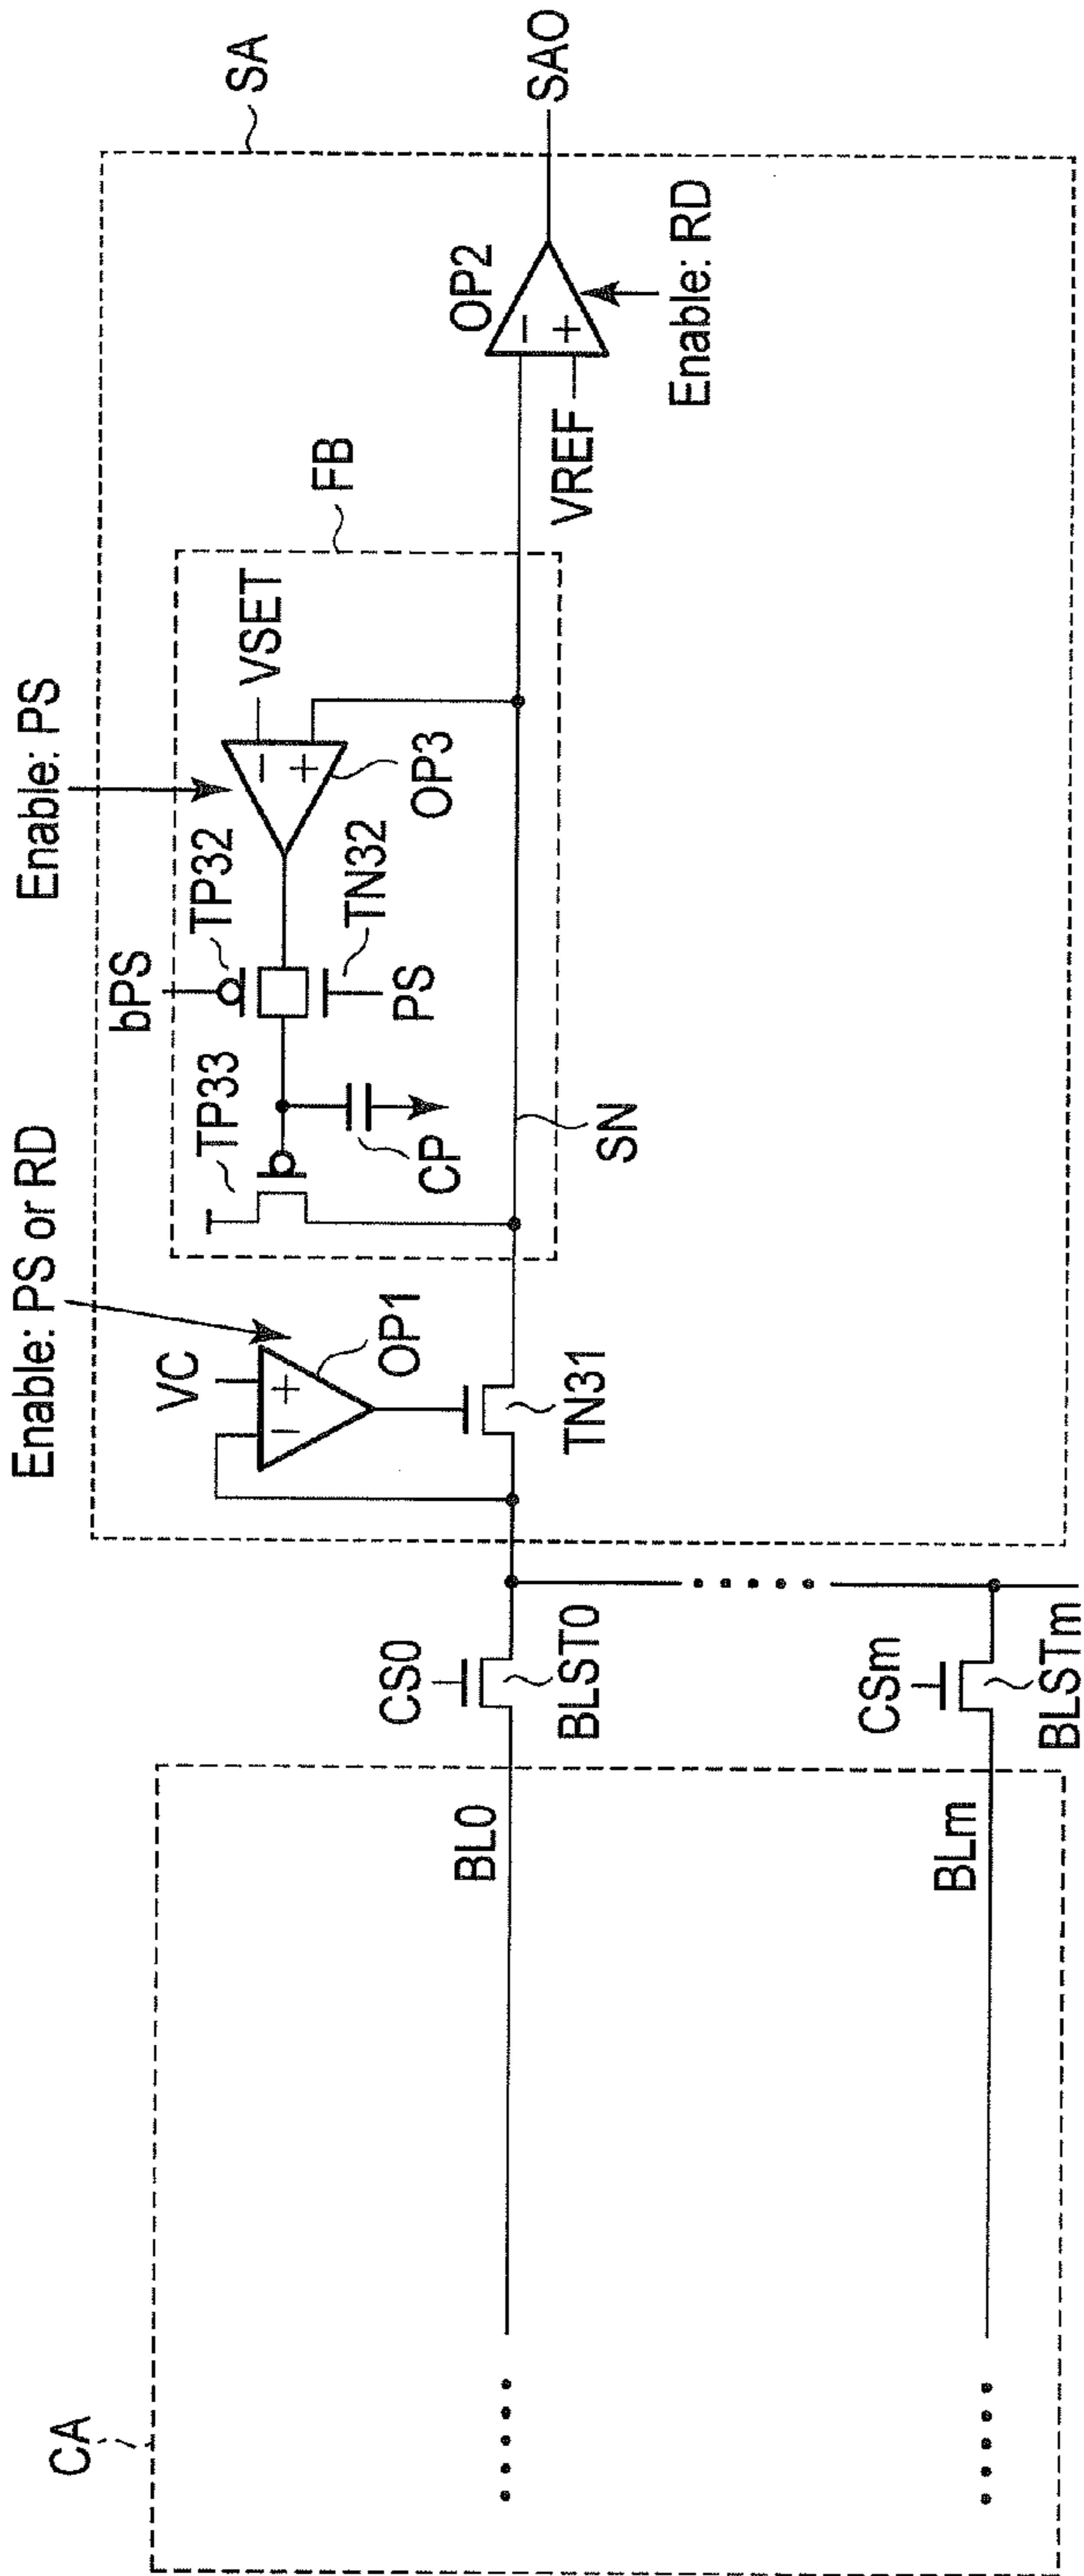 CA
BL0
BLm
CS0
BLST0
CSm
BLSTm
Enable: PS or RD
VC
+
−
OP1
TN31
SA
FB
Enable: PS
bPS
TP33
TP32
VSET
−
+
OP3
TN32
PS
CP
SN
OP2
−
+
VREF
SAO
Enable: RD